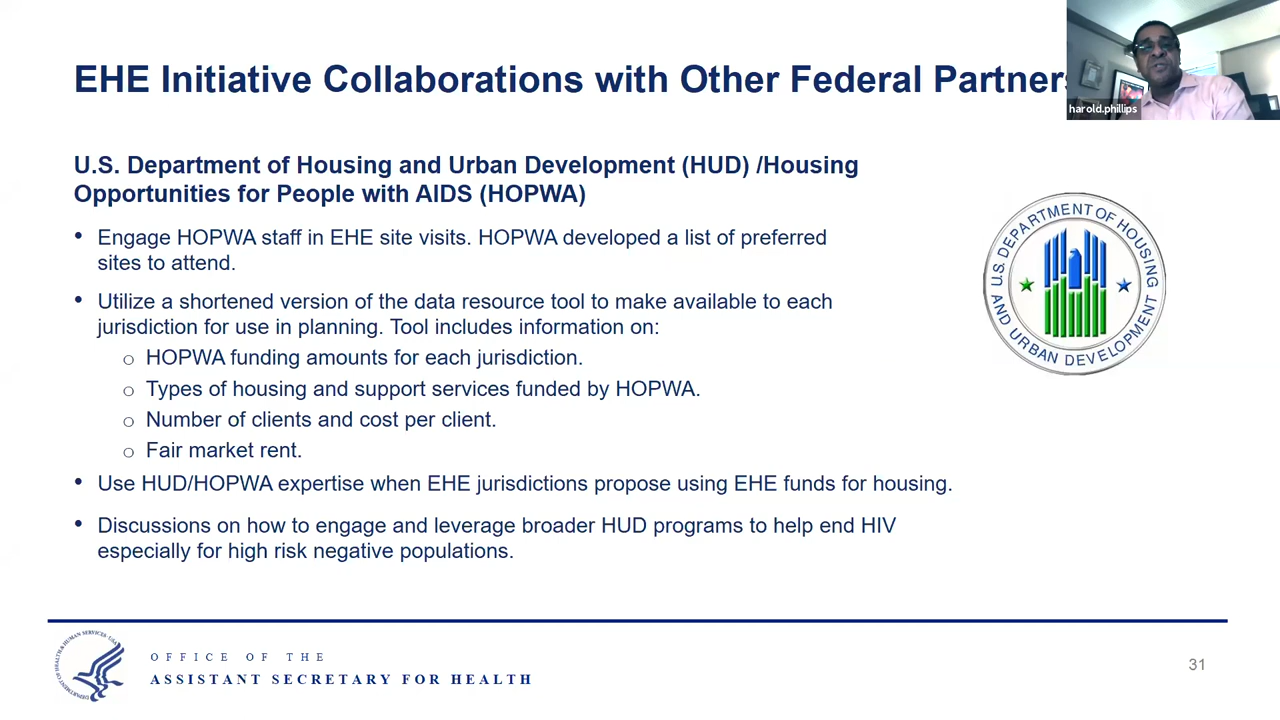 EHE Initiative Collaborations with Other Federal Partners
harold.phillips
U.S. Department of Housing and Urban Development (HUD) /Housing
Opportunities for People with AIDS (HOPWA)
• Engage HOPWA staff in EHE site visits. HOPWA developed a list of preferred
sites to attend.
• Utilize a shortened version of the data resource tool to make available to each
jurisdiction for use in planning. Tool includes information on:
o HOPWA funding amounts for each jurisdiction.
o Types of housing and support services funded by HOPWA.
o Number of clients and cost per client.
o Fair market rent.
• Use HUD/HOPWA expertise when EHE jurisdictions propose using EHE funds for housing.
• Discussions on how to engage and leverage broader HUD programs to help end HIV
especially for high risk negative populations.
U.S. DEPARTMENT OF HOUSING
AND URBAN DEVELOPMENT
DEPARTMENT OF HEALTH & HUMAN SERVICES · USA
OFFICE OF THE
ASSISTANT SECRETARY FOR HEALTH
31